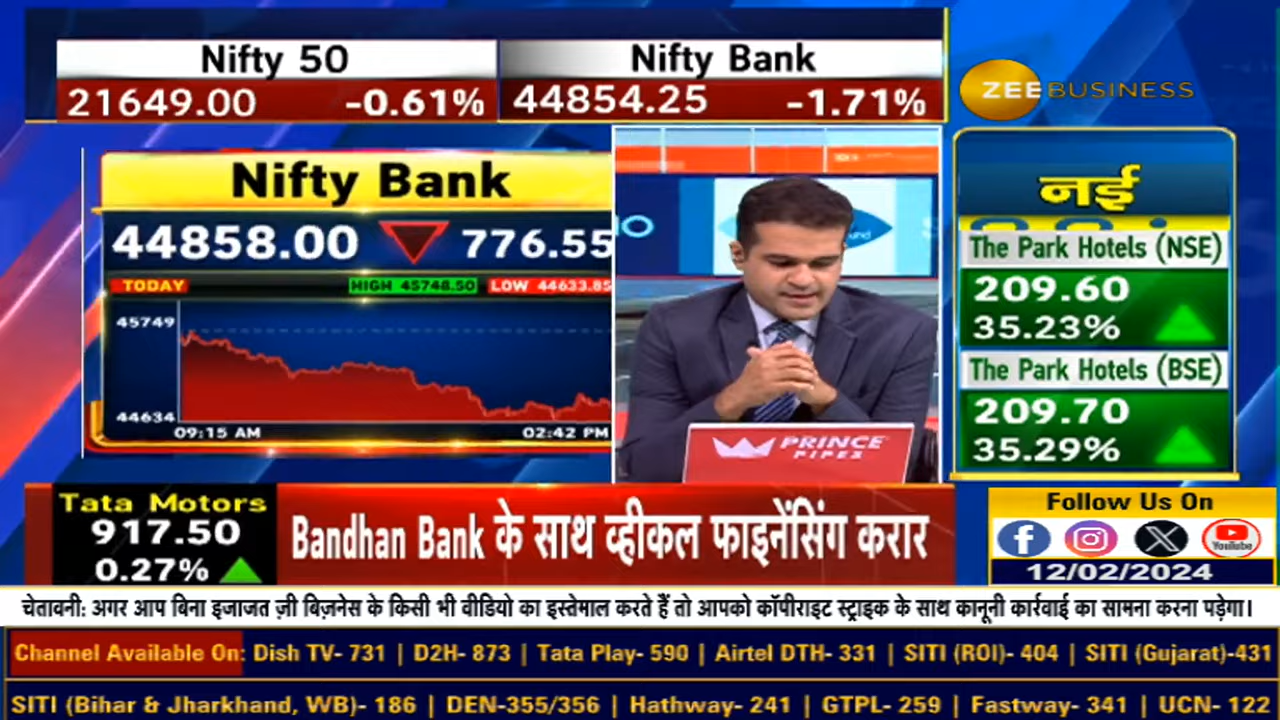 Nifty 50
21649.00 -0.61%
Nifty Bank
44854.25 -1.71%
ZEE BUSINESS
Nifty Bank
44858.00 776.55
TODAY HIGH 45748.50 LOW 44633.85
45749
44634
09:15 AM 02:42 PM
PRINCE
PIPES
नई
The Park Hotels (NSE)
209.60
35.23%
The Park Hotels (BSE)
209.70
35.29%
Tata Motors
917.50
0.27%
Bandhan Bank के साथ व्हीकल फाइनेंसिंग करार
Follow Us On
YouTube
12/02/2024
चेतावनी: अगर आप बिना इजाजत ज़ी बिज़नेस के किसी भी वीडियो का इस्तेमाल करते हैं तो आपको कॉपीराइट स्ट्राइक के साथ कानूनी कार्रवाई का सामना करना पड़ेगा।
Channel Available On: Dish TV- 731 | D2H- 873 | Tata Play- 590 | Airtel DTH- 331 | SITI (ROI)- 404 | SITI (Gujarat)-431
SITI (Bihar & Jharkhand, WB)- 186 | DEN-355/356 | Hathway- 241 | GTPL- 259 | Fastway- 341 | UCN- 122